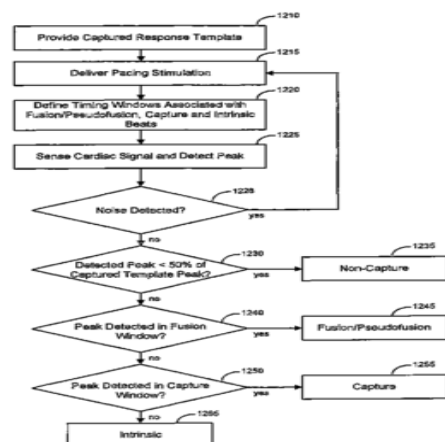 1210
Provide Captured Response Template
1215
Deliver Pacing Stimulation
1220
Define Timing Windows Associated with
Fusion/Pseudofusion, Capture and Intrinsic
Beats
1225
Sense Cardiac Signal and Detect Peak
1228
Noise Detected?
yes
no
1230
Detected Peak < 50% of
Captured Template Peak?
yes
1235
Non-Capture
no
1240
Peak Detected in Fusion
Window?
yes
1245
Fusion/Pseudofusion
no
1250
Peak Detected in Capture
Window?
yes
1255
Capture
no
Intrinsic